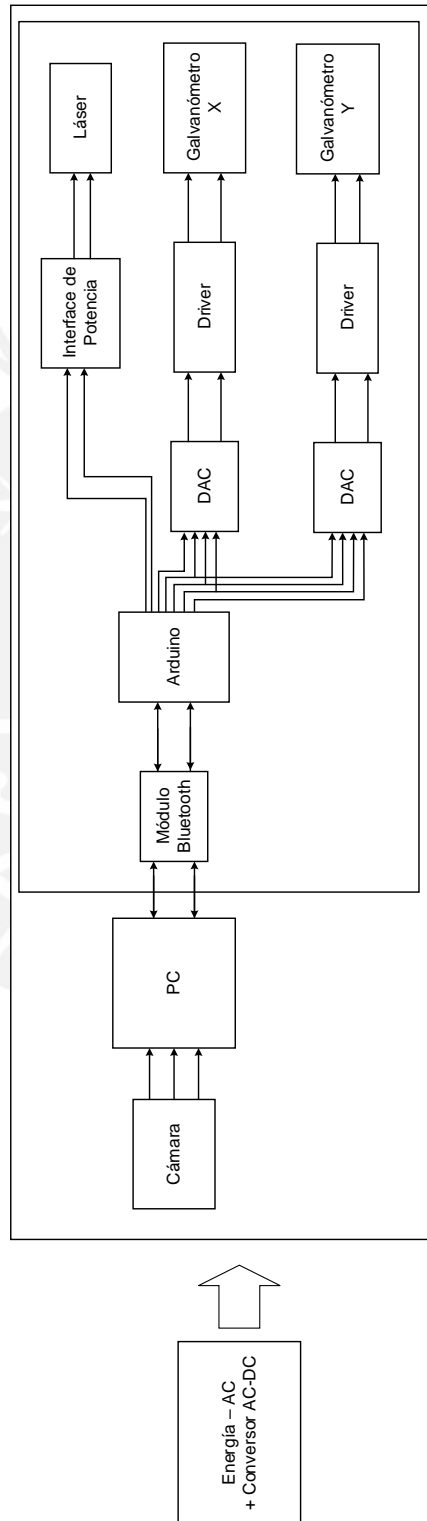 Energía – AC
+ Conversor AC-DC
Cámara
PC
Módulo
Bluetooth
Arduino
Interface de
Potencia
Láser
DAC
Driver
Galvanómetro
X
DAC
Driver
Galvanómetro
Y